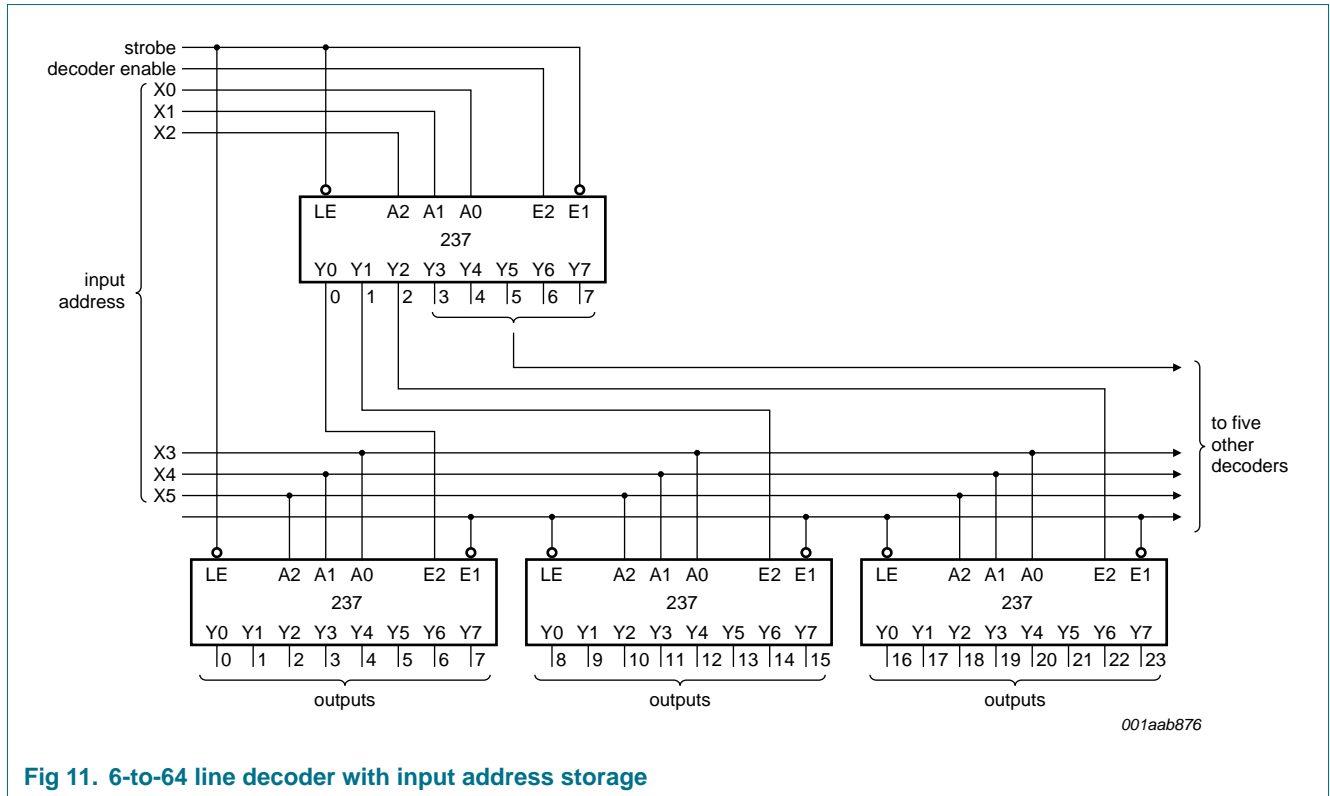 strobe
decoder enable
X0
X1
X2
LE A2 A1 A0 E2 E1
237
Y0 Y1 Y2 Y3 Y4 Y5 Y6 Y7
0 1 2 3 4 5 6 7
input
address
to five
other
decoders
X3
X4
X5
LE A2 A1 A0 E2 E1
237
Y0 Y1 Y2 Y3 Y4 Y5 Y6 Y7
0 1 2 3 4 5 6 7
outputs
LE A2 A1 A0 E2 E1
237
Y0 Y1 Y2 Y3 Y4 Y5 Y6 Y7
8 9 10 11 12 13 14 15
outputs
LE A2 A1 A0 E2 E1
237
Y0 Y1 Y2 Y3 Y4 Y5 Y6 Y7
16 17 18 19 20 21 22 23
outputs
001aab876
Fig 11. 6-to-64 line decoder with input address storage